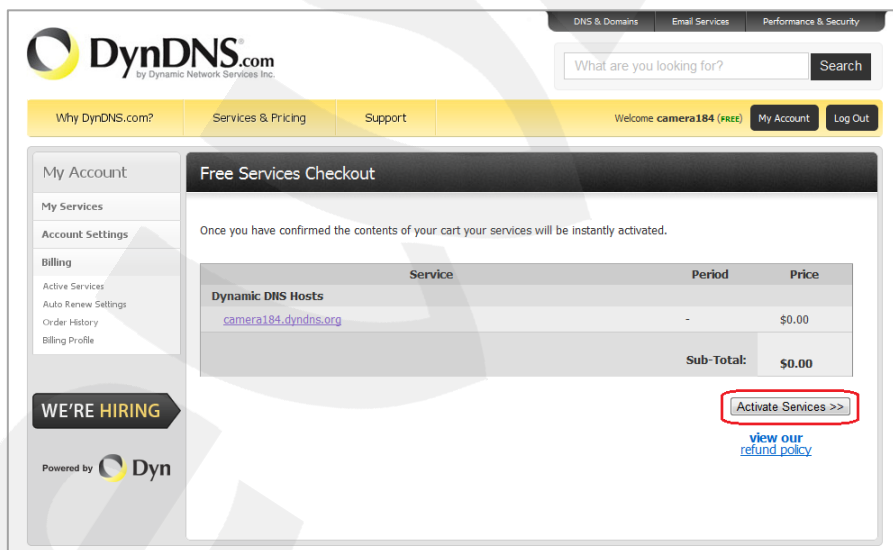 DNS & Domains Email Services Performance & Security
DynDNS.com
by Dynamic Network Services Inc.
What are you looking for? Search
Why DynDNS.com? Services & Pricing Support Welcome camera184 (FREE) My Account Log Out
My Account
My Services
Account Settings
Billing
Active Services
Auto Renew Settings
Order History
Billing Profile
WE'RE HIRING
Powered by Dyn
Free Services Checkout
Once you have confirmed the contents of your cart your services will be instantly activated.
Service Period Price
Dynamic DNS Hosts
camera184.dyndns.org - $0.00
Sub-Total: $0.00
Activate Services >>
view our
refund policy